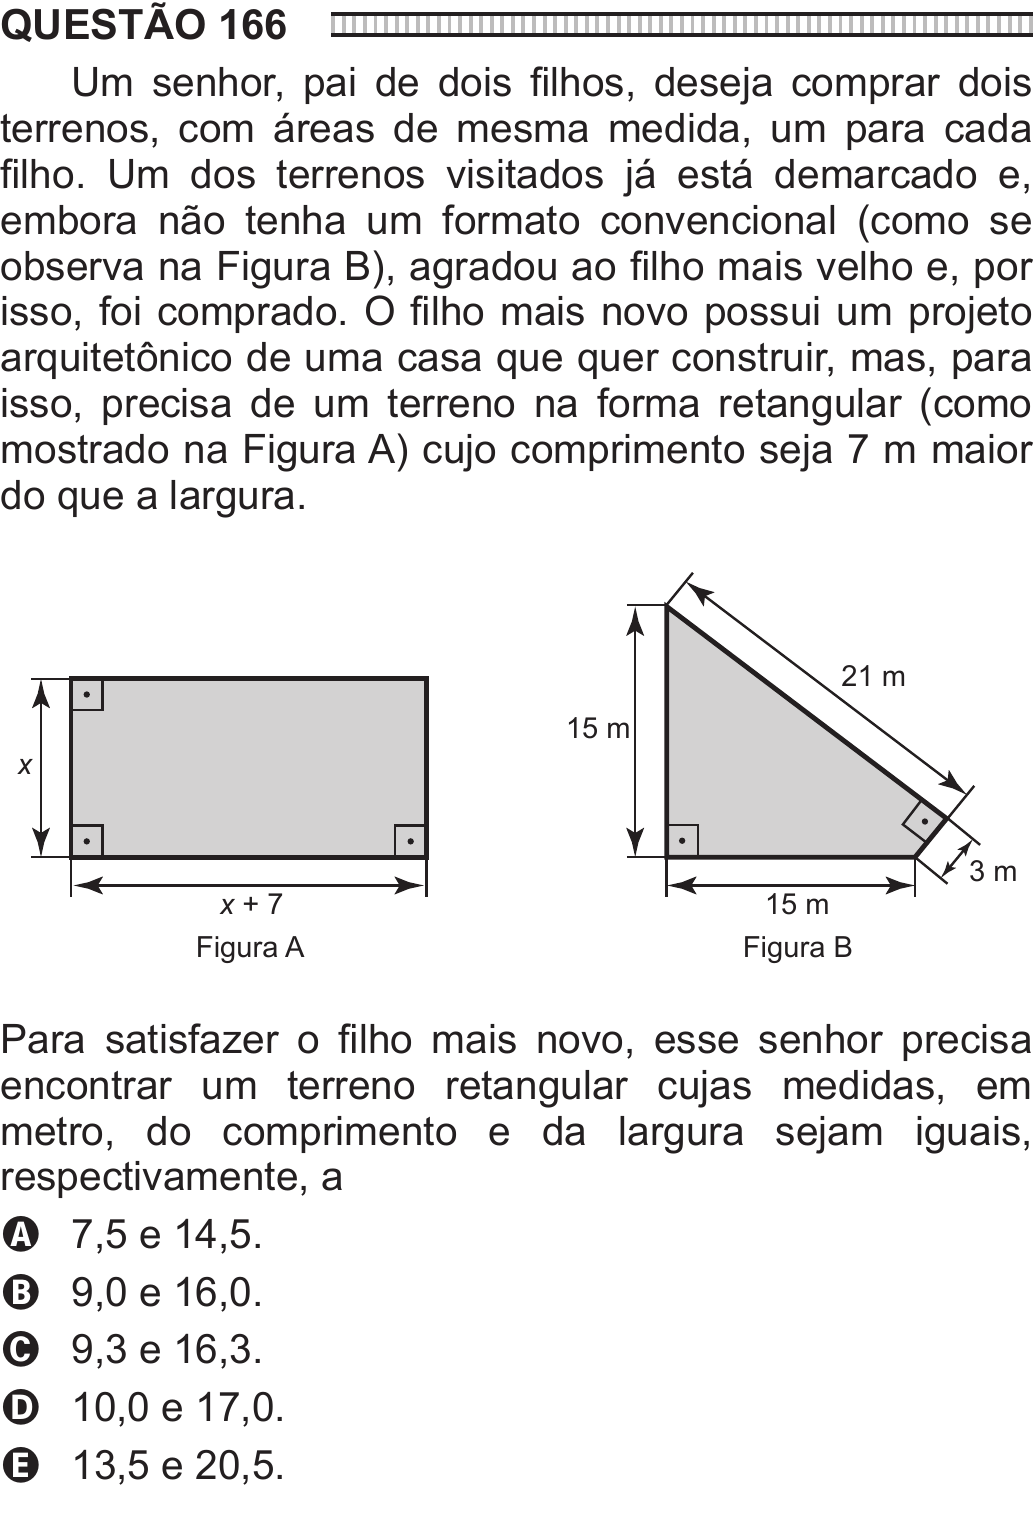 QUESTÃO 166
Um senhor, pai de dois filhos, deseja comprar dois
terrenos, com áreas de mesma medida, um para cada
filho. Um dos terrenos visitados já está demarcado e,
embora não tenha um formato convencional (como se
observa na Figura B), agradou ao filho mais velho e, por
isso, foi comprado. O filho mais novo possui um projeto
arquitetônico de uma casa que quer construir, mas, para
isso, precisa de um terreno na forma retangular (como
mostrado na Figura A) cujo comprimento seja 7 m maior
do que a largura.
x
x + 7
Figura A
21 m
15 m
3 m
15 m
Figura B
Para satisfazer o filho mais novo, esse senhor precisa
encontrar um terreno retangular cujas medidas, em
metro, do comprimento e da largura sejam iguais,
respectivamente, a
A 7,5 e 14,5.
B 9,0 e 16,0.
C 9,3 e 16,3.
D 10,0 e 17,0.
E 13,5 e 20,5.